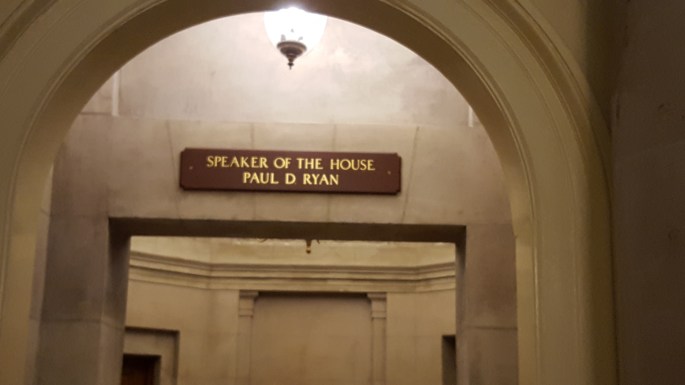 SPEAKER OF THE HOUSE
PAUL D RYAN